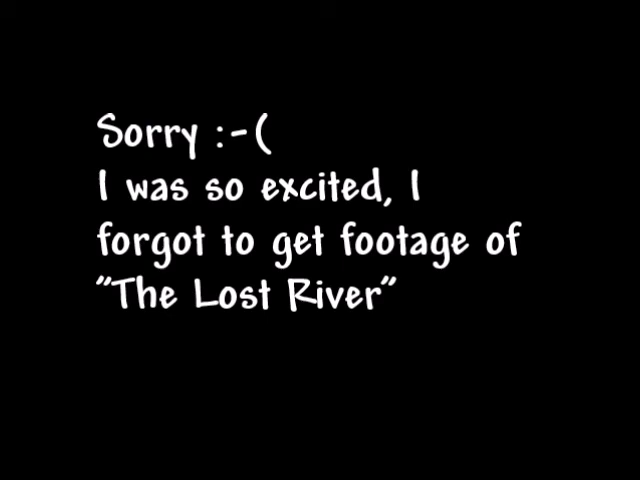 Sorry :-(
I was so excited, I
forgot to get footage of
"The Lost River"